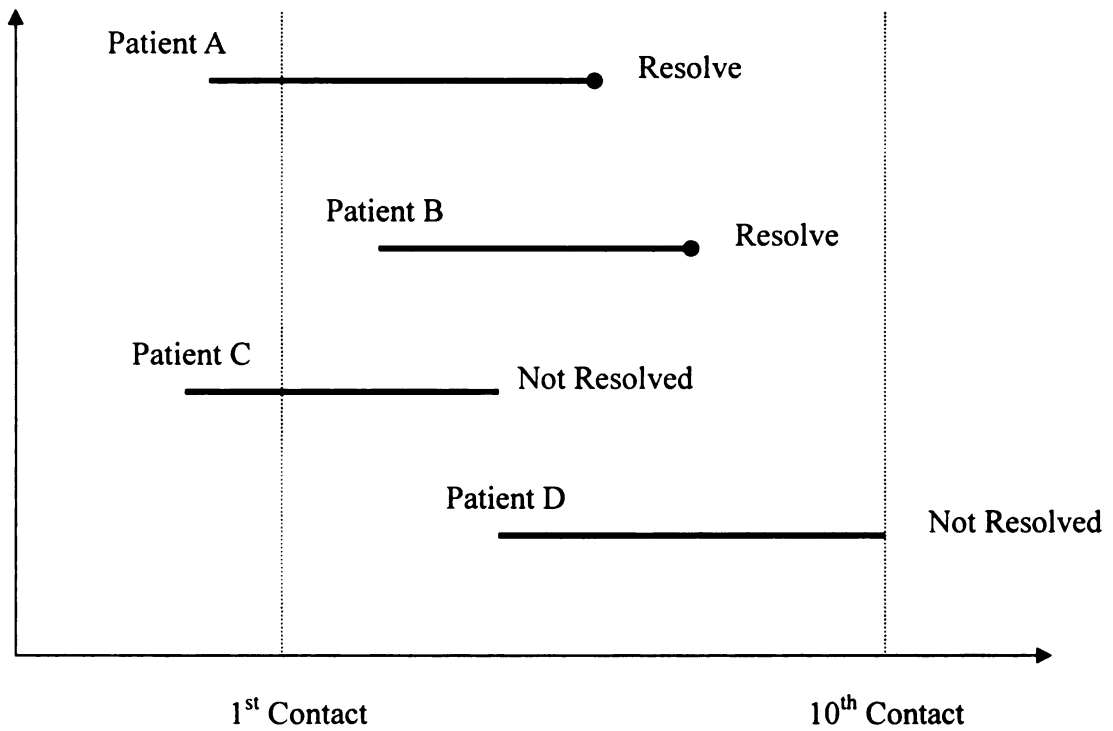 Patient A
Resolve
Patient B
Resolve
Patient C
Not Resolved
Patient D
Not Resolved
1st Contact
10th Contact